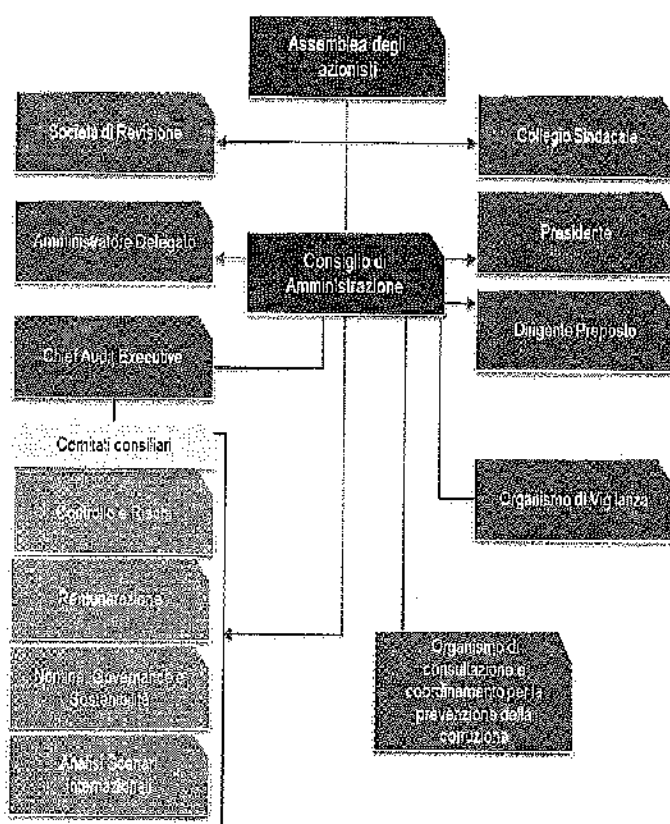 Assemblea degli
azionisti
Società di Revisione
Collegio Sindacale
Amministratore Delegato
Consiglio di
Amministrazione
Presidente
Dirigente Preposto
Chief Audit Executive
Comitati consiliari
Controllo e Rischi
Remunerazione
Nomina, Governance e
Sostenibilità
Analisi Scenari
Internazionali
Organismo di Vigilanza
Organismo di
consultazione e
coordinamento per la
prevenzione della
corruzione